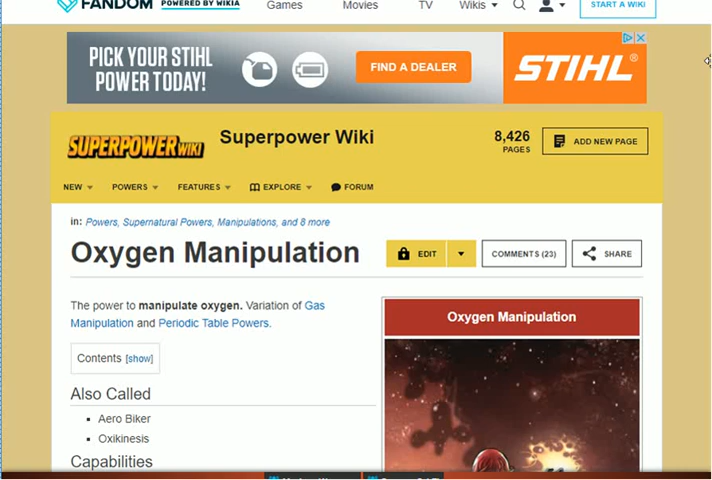 FANDOM POWERED BY WIKIA Games Movies TV Wikis START A WIKI
PICK YOUR STIHL
POWER TODAY!
FIND A DEALER
STIHL®
SUPERPOWER WIKI
Superpower Wiki
8,426
PAGES
ADD NEW PAGE
NEW POWERS FEATURES EXPLORE FORUM
in: Powers, Supernatural Powers, Manipulations, and 8 more
Oxygen Manipulation
EDIT
COMMENTS (23)
SHARE
The power to manipulate oxygen. Variation of Gas
Manipulation and Periodic Table Powers.
Contents [show]
Also Called
Aero Biker
Oxikinesis
Capabilities
Oxygen Manipulation